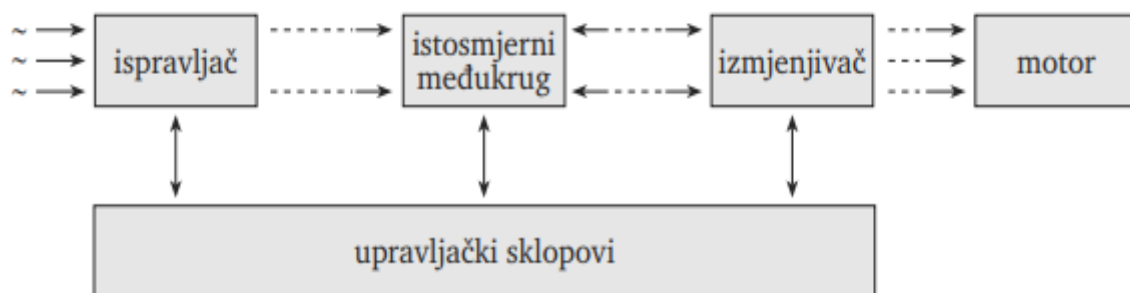 ~
~
~
ispravljač
istosmjerni
međukrug
izmjenjivač
motor
upravljački sklopovi